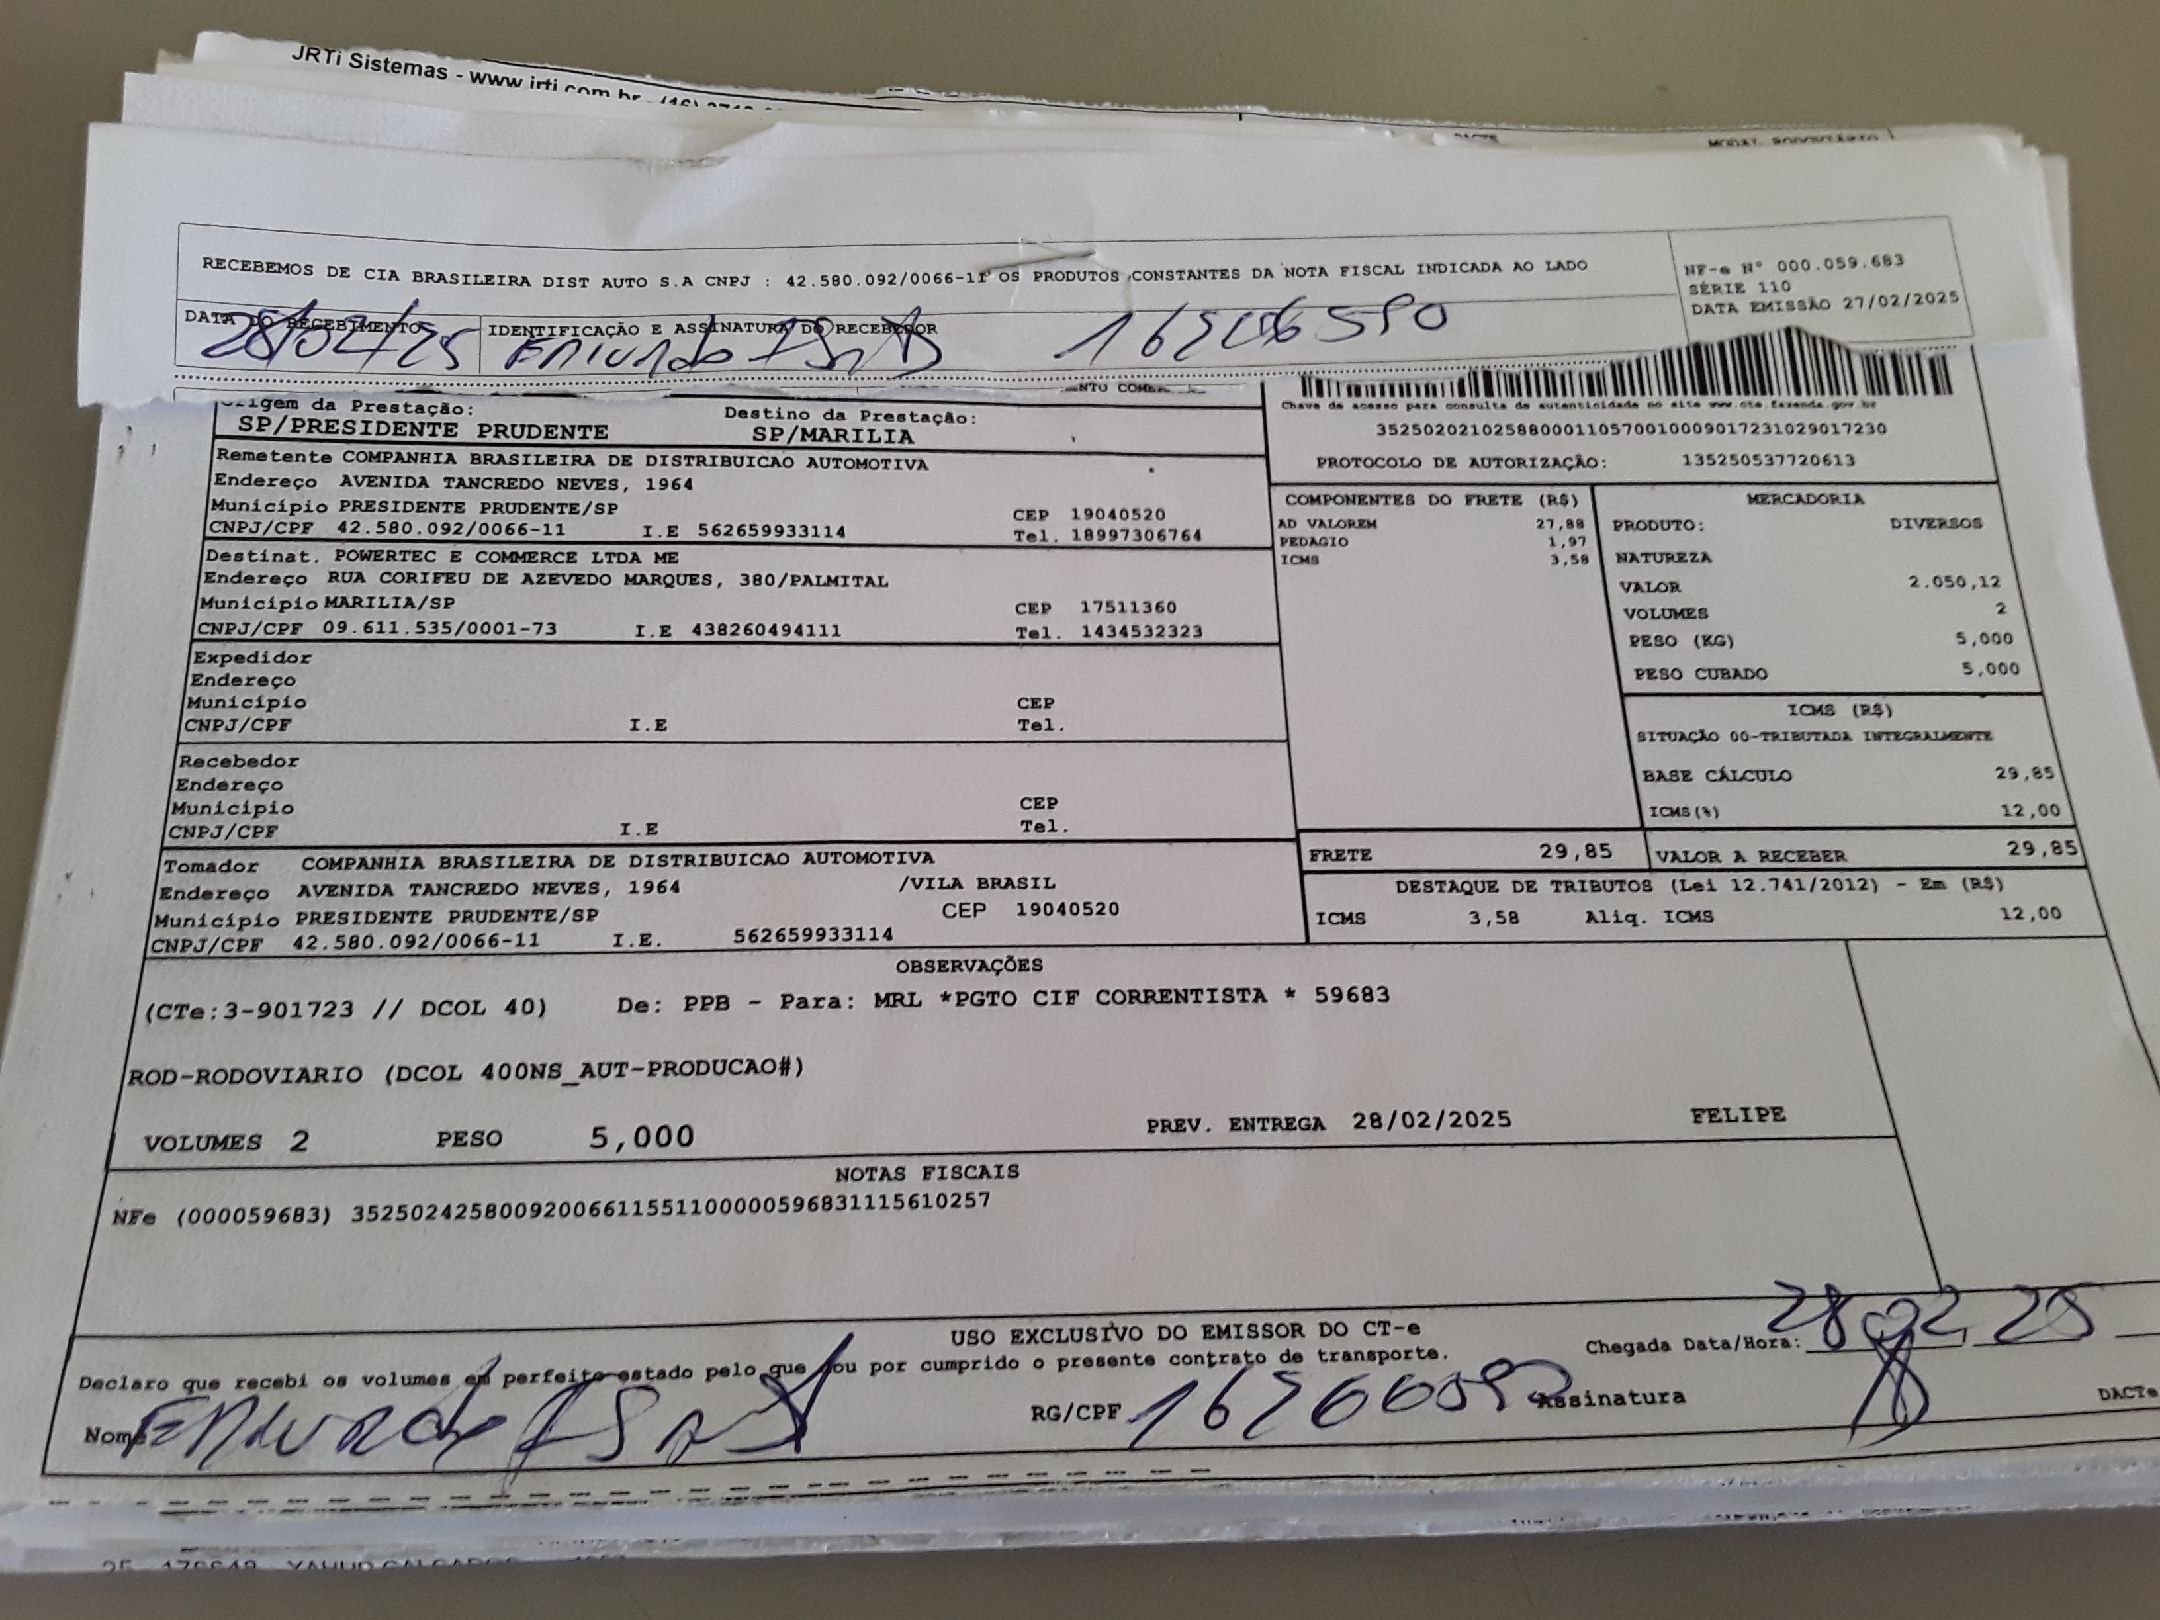 JRTi Sistemas - www.jrti.com.br - (16)
DACTE
MODAL RODOVIÁRIO
RECEBEMOS DE CIA BRASILEIRA DIST AUTO S.A CNPJ : 42.580.092/0066-11 OS PRODUTOS CONSTANTES DA NOTA FISCAL INDICADA AO LADO
NF-e Nº 000.059.683
SÉRIE 110
DATA EMISSÃO 27/02/2025
DATA DO RECEBIMENTO
IDENTIFICAÇÃO E ASSINATURA DO RECEBEDOR
28/02/25
Origem da Prestação:
Destino da Prestação:
SP/PRESIDENTE PRUDENTE
SP/MARILIA
Chave de acesso para consulta de autenticidade no site www.cte.fazenda.gov.br
35250202102588000110570010009017231029017230
PROTOCOLO DE AUTORIZAÇÃO: 135250537720613
Remetente COMPANHIA BRASILEIRA DE DISTRIBUICAO AUTOMOTIVA
Endereço AVENIDA TANCREDO NEVES, 1964
Município PRESIDENTE PRUDENTE/SP CEP 19040520
CNPJ/CPF 42.580.092/0066-11 I.E 562659933114 Tel. 18997306764
Destinat. POWERTEC E COMMERCE LTDA ME
Endereço RUA CORIFEU DE AZEVEDO MARQUES, 380/PALMITAL
Município MARILIA/SP CEP 17511360
CNPJ/CPF 09.611.535/0001-73 I.E 438260494111 Tel. 1434532323
Expedidor
Endereço
Município CEP
CNPJ/CPF I.E Tel.
Recebedor
Endereço
Município CEP
CNPJ/CPF I.E Tel.
Tomador COMPANHIA BRASILEIRA DE DISTRIBUICAO AUTOMOTIVA
Endereço AVENIDA TANCREDO NEVES, 1964 /VILA BRASIL
Município PRESIDENTE PRUDENTE/SP CEP 19040520
CNPJ/CPF 42.580.092/0066-11 I.E. 562659933114
COMPONENTES DO FRETE (R$)
AD VALOREM 27,88
PEDAGIO 1,97
ICMS 3,58
MERCADORIA
PRODUTO: DIVERSOS
NATUREZA
VALOR 2.050,12
VOLUMES 2
PESO (KG) 5,000
PESO CUBADO 5,000
ICMS (R$)
SITUAÇÃO 00-TRIBUTADA INTEGRALMENTE
BASE CÁLCULO 29,85
ICMS(%) 12,00
FRETE 29,85 VALOR A RECEBER 29,85
DESTAQUE DE TRIBUTOS (Lei 12.741/2012) - Em (R$)
ICMS 3,58 Aliq. ICMS 12,00
OBSERVAÇÕES
(CTe:3-901723 // DCOL 40) De: PPB - Para: MRL *PGTO CIF CORRENTISTA * 59683
ROD-RODOVIARIO (DCOL 400NS_AUT-PRODUCAO#)
VOLUMES 2 PESO 5,000 PREV. ENTREGA 28/02/2025 FELIPE
NOTAS FISCAIS
NFe (000059683) 35250242580092006611551100000596831115610257
USO EXCLUSIVO DO EMISSOR DO CT-e
Declaro que recebi os volumes em perfeito estado pelo que dou por cumprido o presente contrato de transporte.
Chegada Data/Hora: 28 02 25
Nome
RG/CPF
Assinatura
DACTe